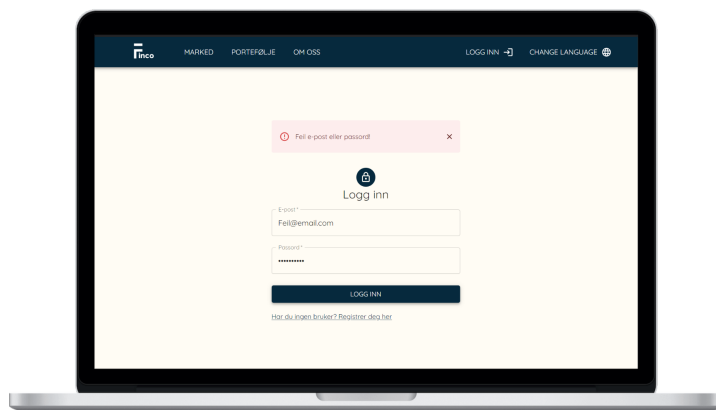 Finco
MARKED PORTEFØLJE OM OSS LOGG INN CHANGE LANGUAGE
Feil e-post eller passord!
Logg inn
E-post *
Feil@email.com
Passord *
••••••••••
LOGG INN
Har du ingen bruker? Registrer deg her